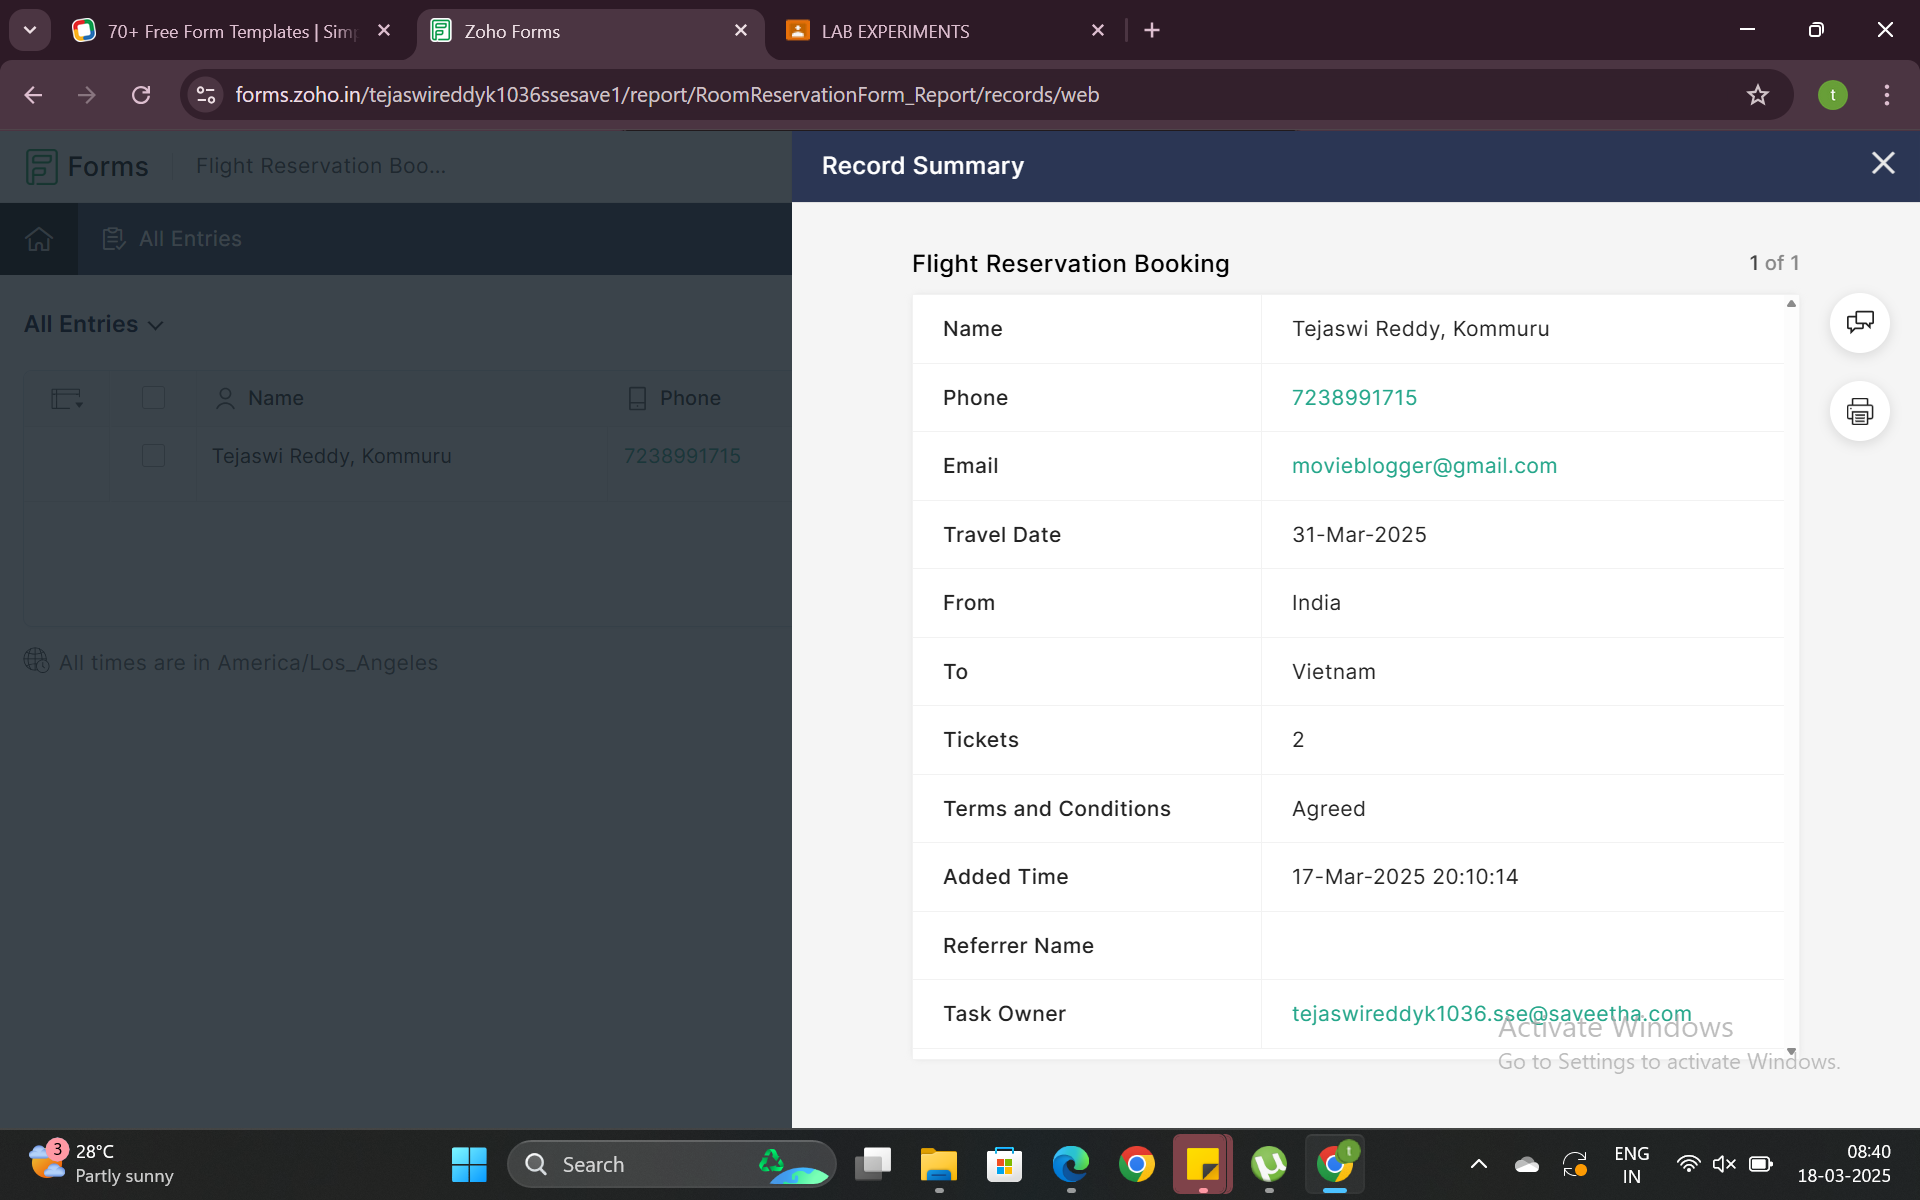 70+ Free Form Templates | Sim
Zoho Forms
LAB EXPERIMENTS
forms.zoho.in/tejaswireddyk1036ssesave1/report/RoomReservationForm_Report/records/web
t
Forms
Flight Reservation Boo...
All Entries
All Entries
Name
Phone
Tejaswi Reddy, Kommuru
7238991715
All times are in America/Los_Angeles
Record Summary
Flight Reservation Booking
1 of 1
Name
Tejaswi Reddy, Kommuru
Phone
7238991715
Email
movieblogger@gmail.com
Travel Date
31-Mar-2025
From
India
To
Vietnam
Tickets
2
Terms and Conditions
Agreed
Added Time
17-Mar-2025 20:10:14
Referrer Name
Task Owner
tejaswireddyk1036.sse@saveetha.com
Activate Windows
Go to Settings to activate Windows.
3
28°C
Partly sunny
Search
t
ENG
IN
08:40
18-03-2025